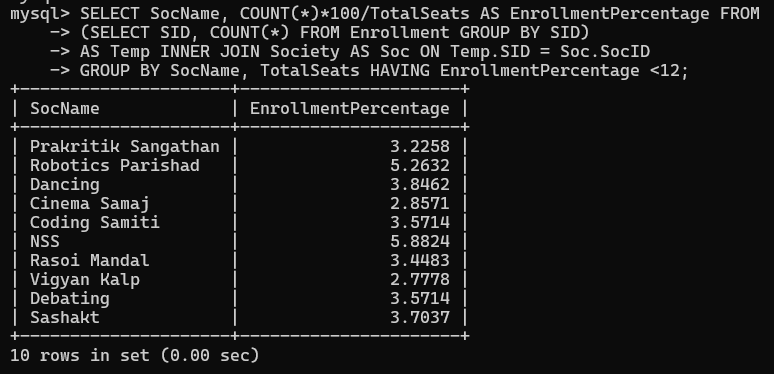 mysql> SELECT SocName, COUNT(*)*100/TotalSeats AS EnrollmentPercentage FROM
    -> (SELECT SID, COUNT(*) FROM Enrollment GROUP BY SID)
    -> AS Temp INNER JOIN Society AS Soc ON Temp.SID = Soc.SocID
    -> GROUP BY SocName, TotalSeats HAVING EnrollmentPercentage <12;
+---------------------+----------------------+
| SocName             | EnrollmentPercentage |
+---------------------+----------------------+
| Prakritik Sangathan |               3.2258 |
| Robotics Parishad   |               5.2632 |
| Dancing             |               3.8462 |
| Cinema Samaj        |               2.8571 |
| Coding Samiti       |               3.5714 |
| NSS                 |               5.8824 |
| Rasoi Mandal        |               3.4483 |
| Vigyan Kalp         |               2.7778 |
| Debating            |               3.5714 |
| Sashakt             |               3.7037 |
+---------------------+----------------------+
10 rows in set (0.00 sec)